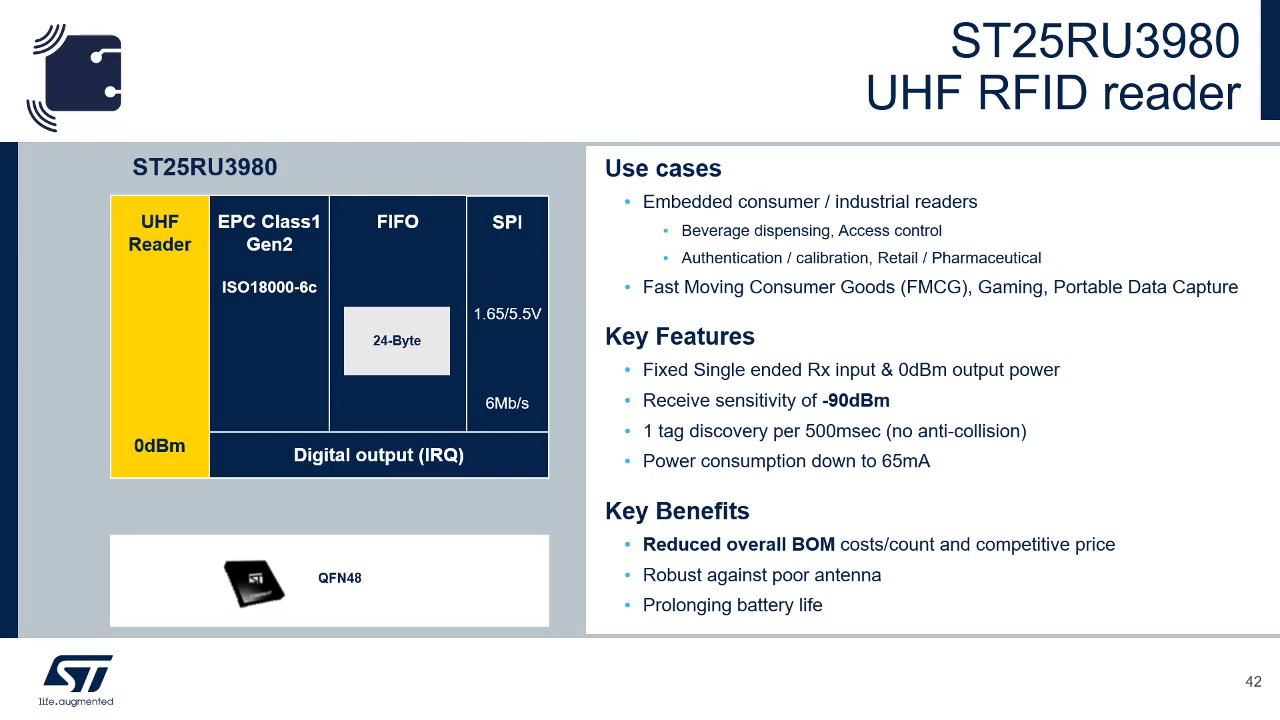 ST25RU3980
UHF RFID reader
ST25RU3980
UHF
Reader
0dBm
EPC Class1
Gen2
ISO18000-6c
FIFO
24-Byte
SPI
1.65/5.5V
6Mb/s
Digital output (IRQ)
ST
QFN48
Use cases
• Embedded consumer / industrial readers
• Beverage dispensing, Access control
• Authentication / calibration, Retail / Pharmaceutical
• Fast Moving Consumer Goods (FMCG), Gaming, Portable Data Capture
Key Features
• Fixed Single ended Rx input & 0dBm output power
• Receive sensitivity of -90dBm
• 1 tag discovery per 500msec (no anti-collision)
• Power consumption down to 65mA
Key Benefits
• Reduced overall BOM costs/count and competitive price
• Robust against poor antenna
• Prolonging battery life
ST
life.augmented
42